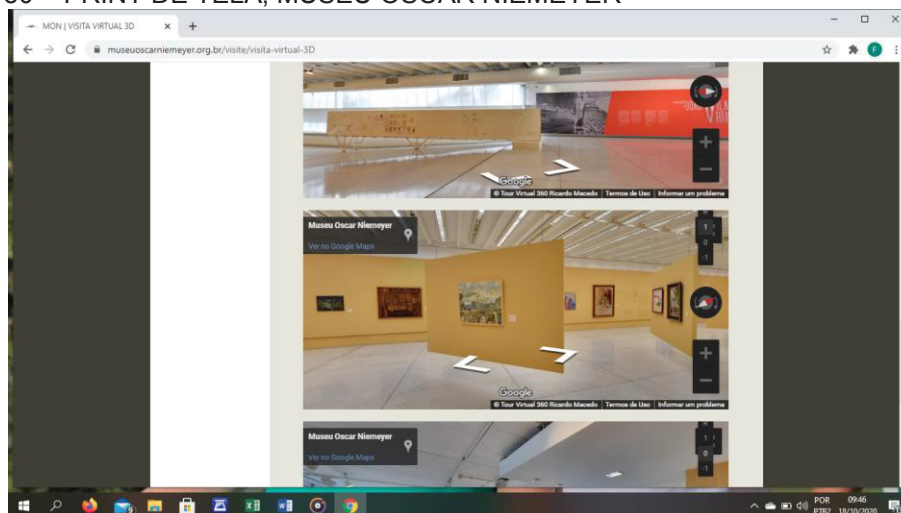 PRINT DE TELA, MUSEU OSCAR NIEMEYER
MON | VISITA VIRTUAL 3D
museuoscarniemeyer.org.br/visite/visita-virtual-3D
F
Google
© Tour Virtual 360 Ricardo Macedo Termos de Uso Informar um problema
Museu Oscar Niemeyer
Ver no Google Maps
1
0
-1
Google
© Tour Virtual 360 Ricardo Macedo Termos de Uso Informar um problema
Museu Oscar Niemeyer
Ver no Google Maps
1
0
-1
POR 09:46
PTB2 18/10/2020